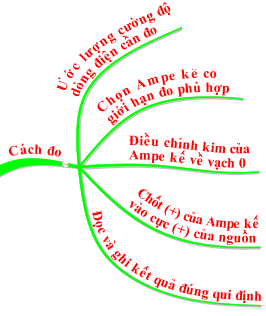 Cách đo
Ước lượng cường độ
dòng điện cần đo
Chọn Ampe kế có
giới hạn đo phù hợp
Điều chỉnh kim của
Ampe kế về vạch 0
Chốt (+) của Ampe kế
vào cực (+) của nguồn
Đọc và ghi kết quả đúng qui định